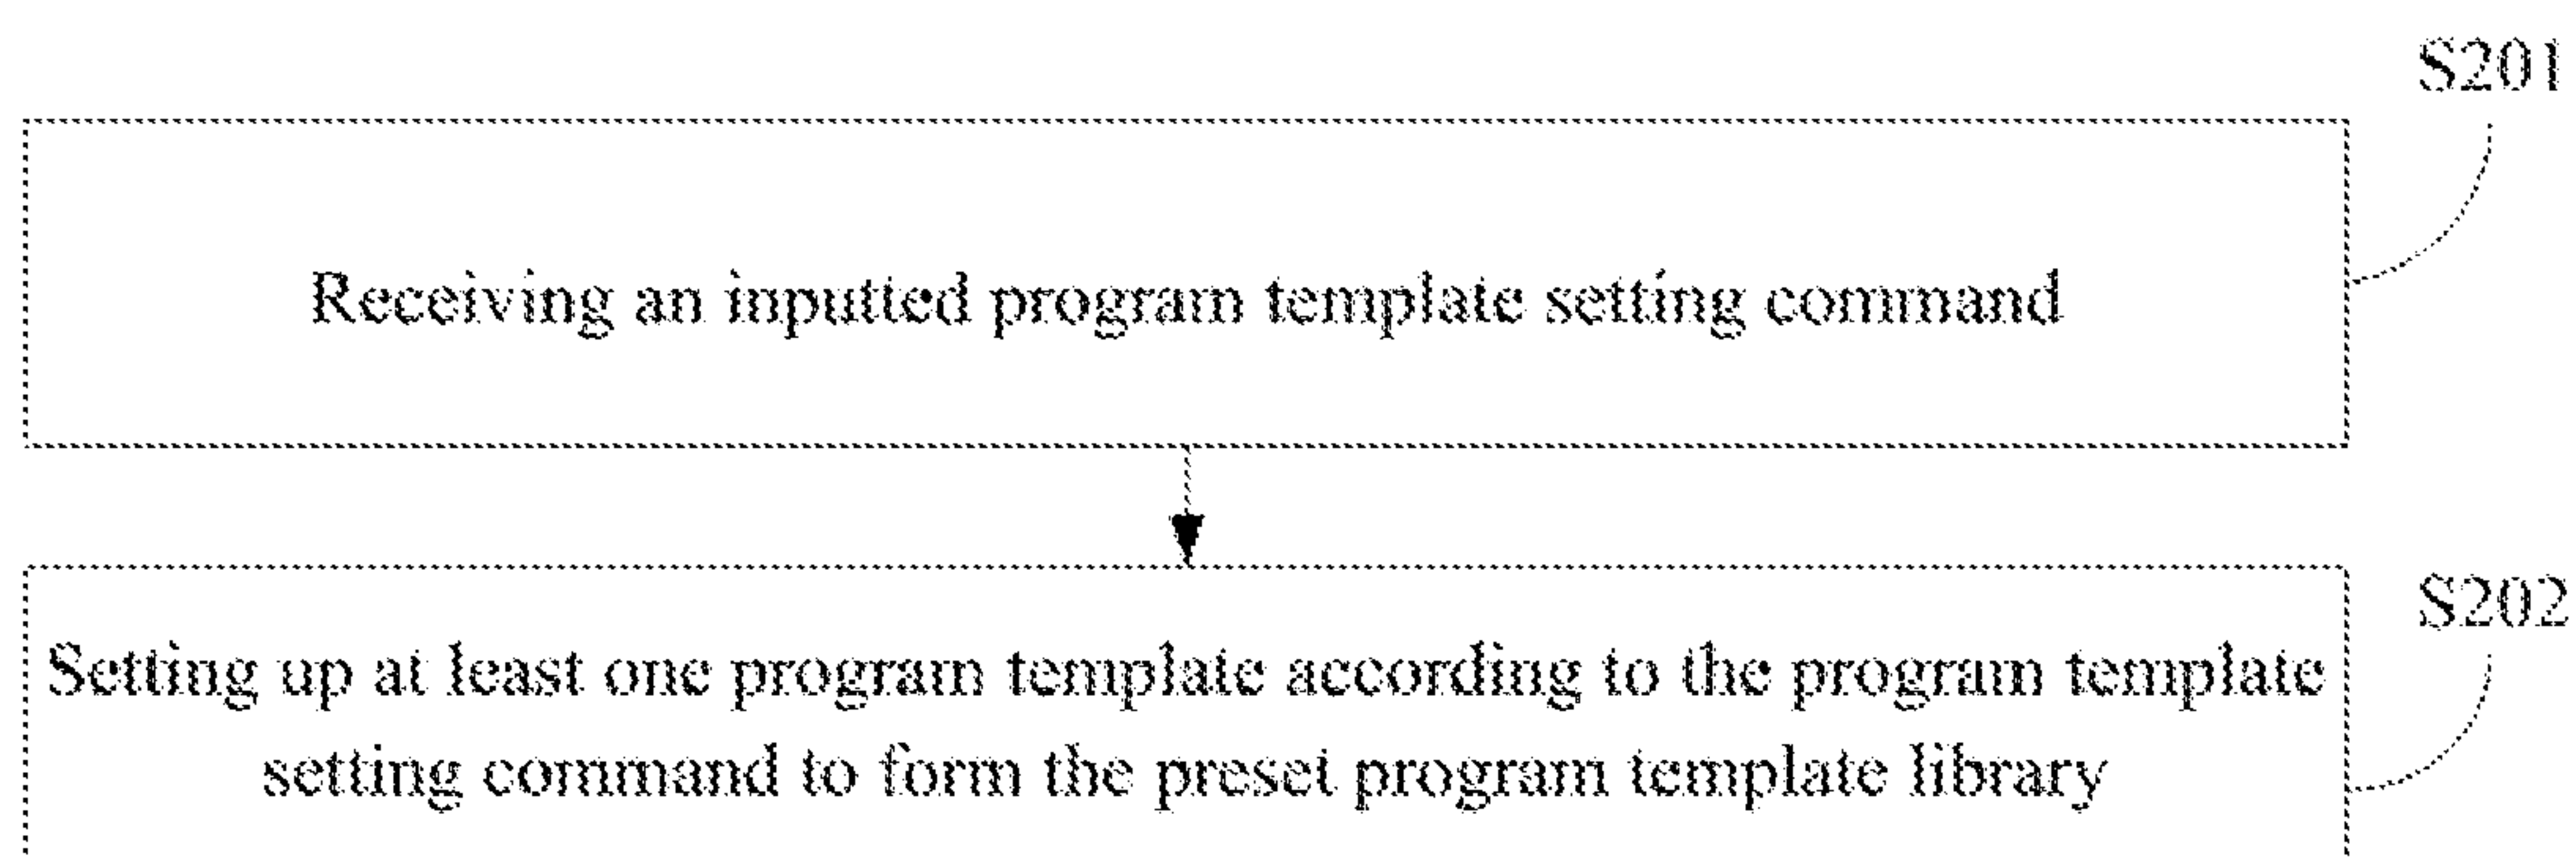 S201
Receiving an inputted program template setting command
S202
Setting up at least one program template according to the program template
setting command to form the preset program template library